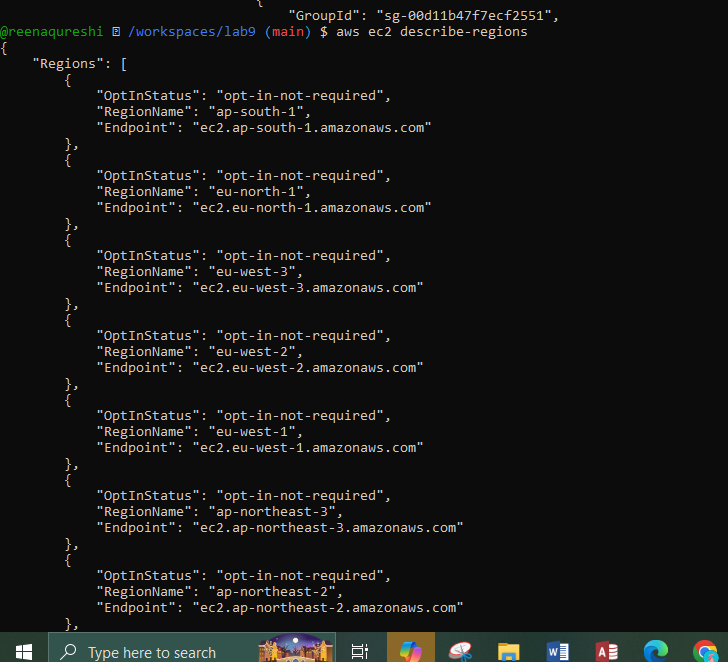 {
"GroupId": "sg-00d11b47f7ecf2551",
@reenaqureshi /workspaces/lab9 (main) $ aws ec2 describe-regions
{
"Regions": [
{
"OptInStatus": "opt-in-not-required",
"RegionName": "ap-south-1",
"Endpoint": "ec2.ap-south-1.amazonaws.com"
},
{
"OptInStatus": "opt-in-not-required",
"RegionName": "eu-north-1",
"Endpoint": "ec2.eu-north-1.amazonaws.com"
},
{
"OptInStatus": "opt-in-not-required",
"RegionName": "eu-west-3",
"Endpoint": "ec2.eu-west-3.amazonaws.com"
},
{
"OptInStatus": "opt-in-not-required",
"RegionName": "eu-west-2",
"Endpoint": "ec2.eu-west-2.amazonaws.com"
},
{
"OptInStatus": "opt-in-not-required",
"RegionName": "eu-west-1",
"Endpoint": "ec2.eu-west-1.amazonaws.com"
},
{
"OptInStatus": "opt-in-not-required",
"RegionName": "ap-northeast-3",
"Endpoint": "ec2.ap-northeast-3.amazonaws.com"
},
{
"OptInStatus": "opt-in-not-required",
"RegionName": "ap-northeast-2",
"Endpoint": "ec2.ap-northeast-2.amazonaws.com"
},
Type here to search